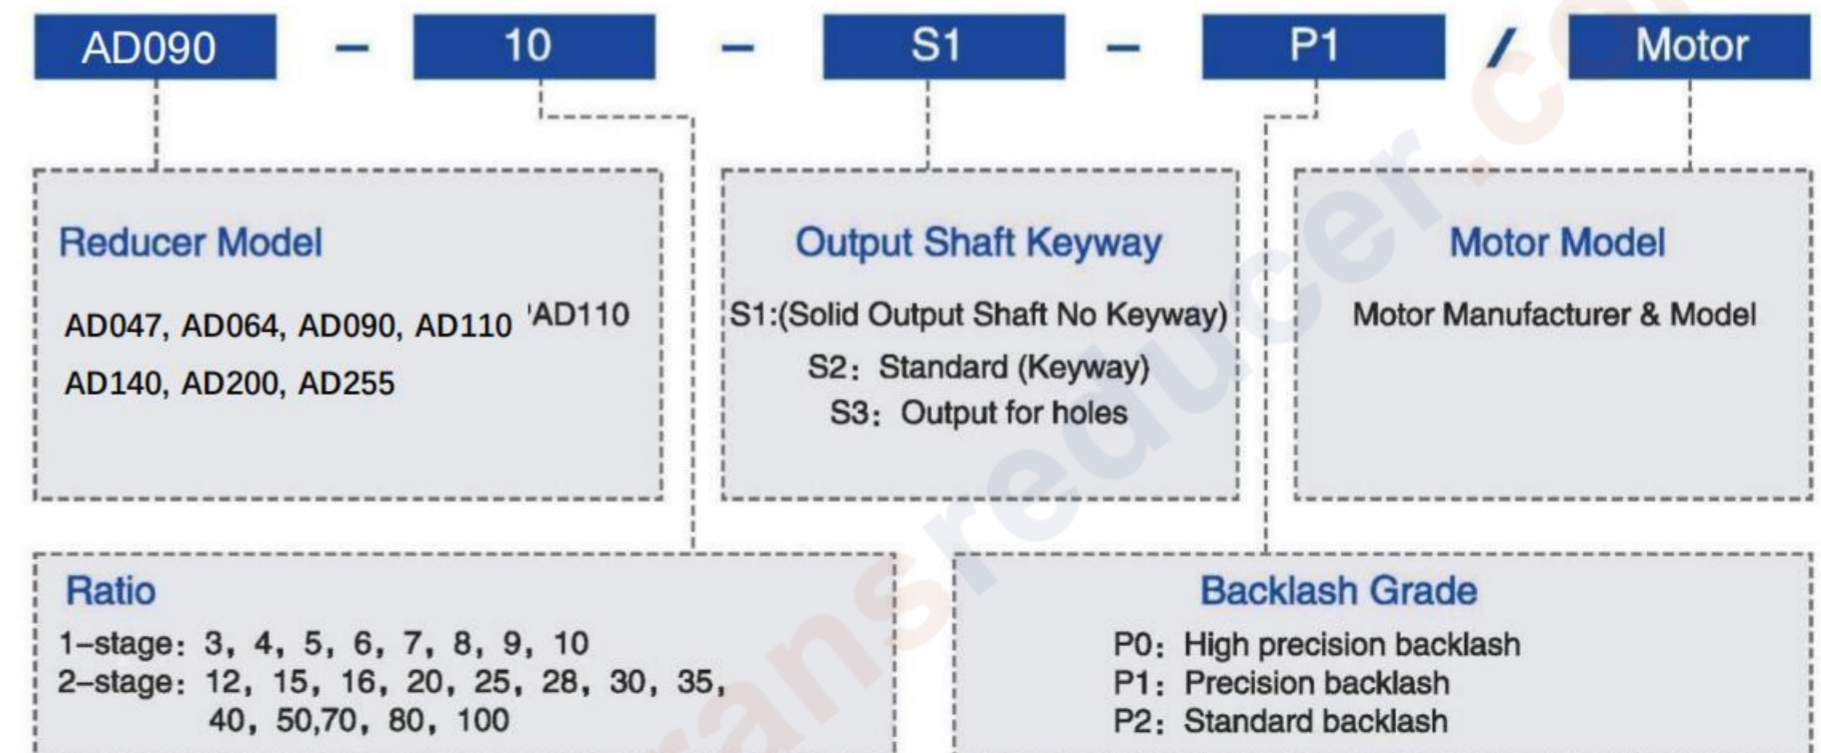 AD090 - 10 - S1 - P1 / Motor
Reducer Model
AD047, AD064, AD090, AD110 'AD110
AD140, AD200, AD255
Output Shaft Keyway
S1:(Solid Output Shaft No Keyway)
S2: Standard (Keyway)
S3: Output for holes
Motor Model
Motor Manufacturer & Model
Ratio
1-stage: 3, 4, 5, 6, 7, 8, 9, 10
2-stage: 12, 15, 16, 20, 25, 28, 30, 35,
40, 50,70, 80, 100
Backlash Grade
P0: High precision backlash
P1: Precision backlash
P2: Standard backlash
ansreducer.co